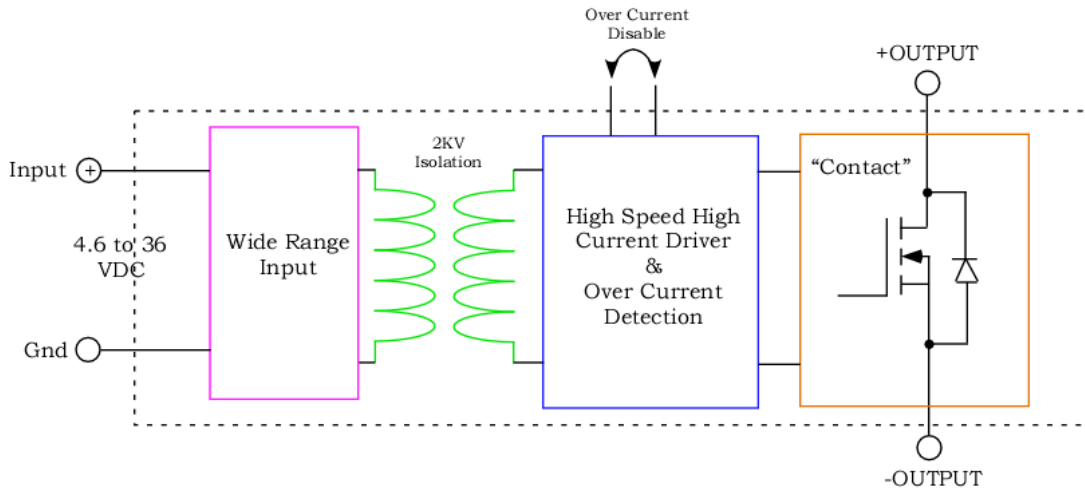 Over Current
Disable
+OUTPUT
Input
+
4.6 to 36
VDC
Gnd
Wide Range
Input
2KV
Isolation
High Speed High
Current Driver
&
Over Current
Detection
“Contact”
-OUTPUT